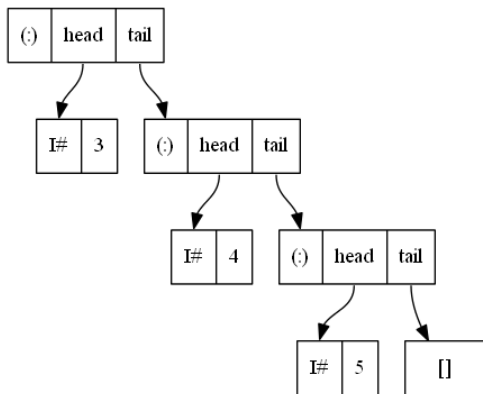 (:) head tail
I# 3 (:) head tail
I# 4 (:) head tail
I# 5 []